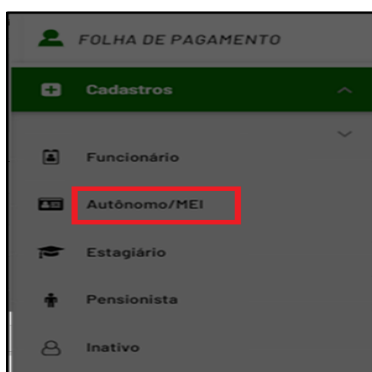 FOLHA DE PAGAMENTO
Cadastros
Funcionário
Autônomo/MEI
Estagiário
Pensionista
Inativo